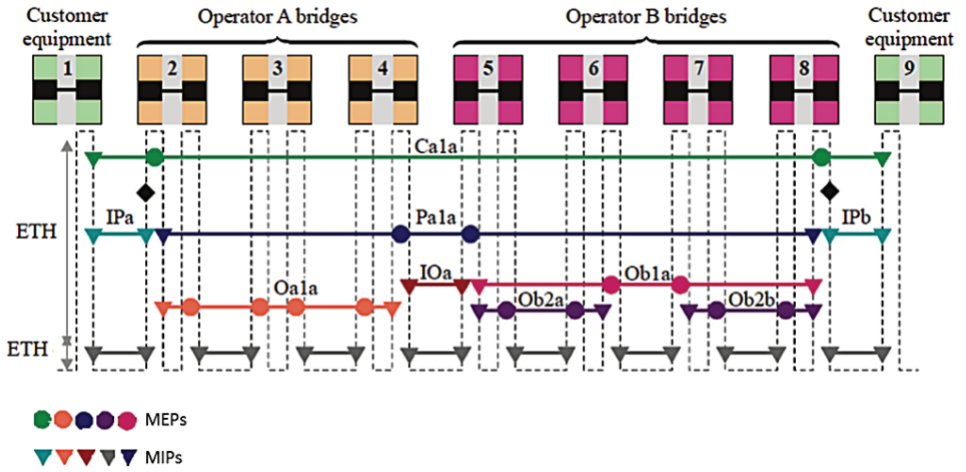 Customer
equipment
Operator A bridges
Operator B bridges
Customer
equipment
1
2
3
4
5
6
7
8
9
Ca1a
ETH
IPa
Pa1a
IPb
IOa
Oa1a
Ob1a
Ob2a
Ob2b
ETH
MEPs
MIPs